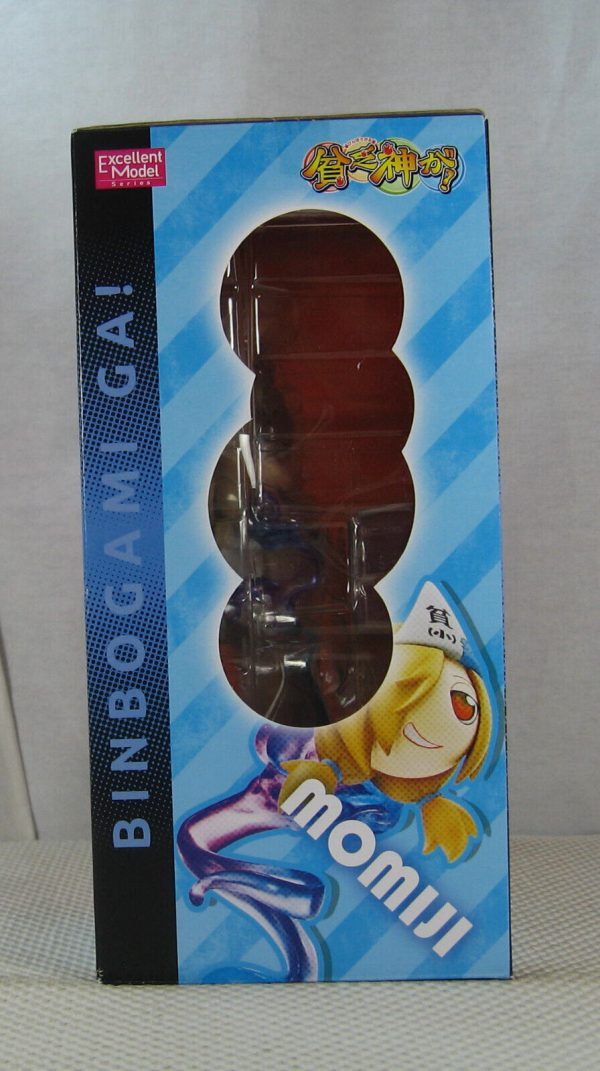 Excellent
Model
Series
貧乏神が!
BINBOGAMI GA!
貧
(小)
MOMIJI